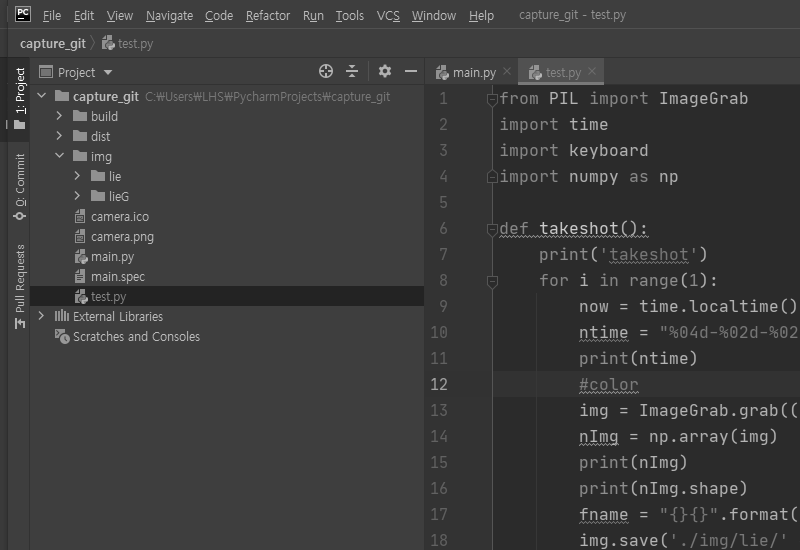 PC File Edit View Navigate Code Refactor Run Tools VCS Window Help capture_git - test.py
capture_git test.py
1: Project
0: Commit
Pull Requests
Project
capture_git C:\Users\LHS\PycharmProjects\capture_git
build
dist
img
lie
lieG
camera.ico
camera.png
main.py
main.spec
test.py
External Libraries
Scratches and Consoles
main.py test.py
1 from PIL import ImageGrab
2 import time
3 import keyboard
4 import numpy as np
5
6 def takeshot():
7 print('takeshot')
8 for i in range(1):
9 now = time.localtime()
10 ntime = "%04d-%02d-%02
11 print(ntime)
12 #color
13 img = ImageGrab.grab((
14 nImg = np.array(img)
15 print(nImg)
16 print(nImg.shape)
17 fname = "{}{}".format(
18 img.save('./img/lie/'